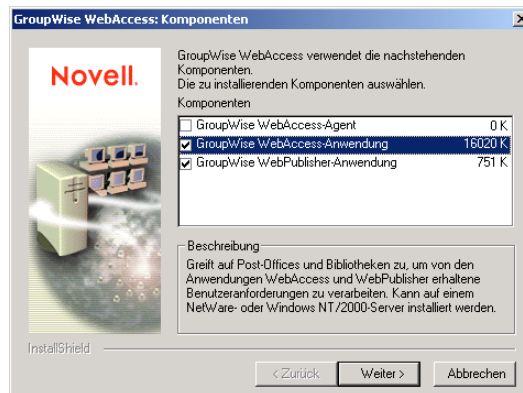 GroupWise WebAccess: Komponenten
Novell.
GroupWise WebAccess verwendet die nachstehenden
Komponenten.
Die zu installierenden Komponenten auswählen.
Komponenten
GroupWise WebAccess-Agent 0 K
GroupWise WebAccess-Anwendung 16020 K
GroupWise WebPublisher-Anwendung 751 K
Beschreibung
Greift auf Post-Offices und Bibliotheken zu, um von den
Anwendungen WebAccess und WebPublisher erhaltene
Benutzeranforderungen zu verarbeiten. Kann auf einem
NetWare- oder Windows NT/2000-Server installiert werden.
InstallShield
< Zurück Weiter > Abbrechen